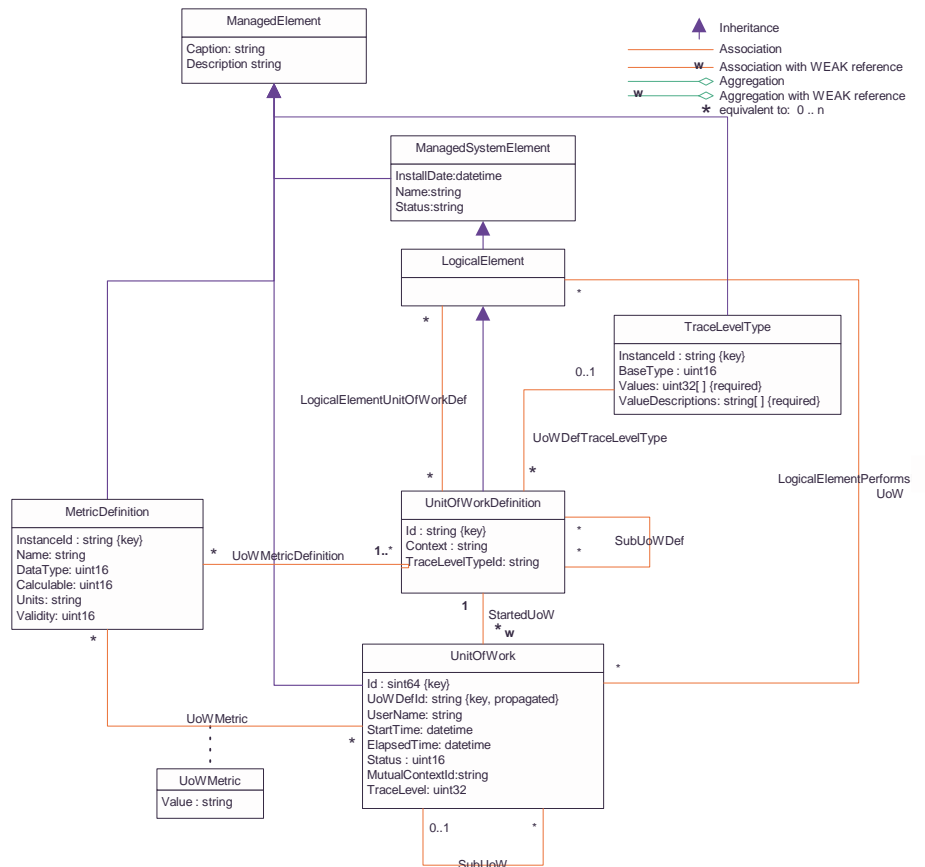 ManagedElement
Caption: string
Description string
Inheritance
Association
w
Association with WEAK reference
Aggregation
w
Aggregation with WEAK reference
*
equivalent to: 0 .. n
ManagedSystemElement
InstallDate:datetime
Name:string
Status:string
LogicalElement
*
*
TraceLevelType
InstanceId : string {key}
BaseType : uint16
Values: uint32[ ] {required}
ValueDescriptions: string[ ] {required}
0..1
LogicalElementUnitOfWorkDef
UoWDefTraceLevelType
*
*
LogicalElementPerforms
UoW
UnitOfWorkDefinition
Id : string {key}
Context : string
TraceLevelTypeId: string
*
*
SubUoWDef
MetricDefinition
InstanceId : string {key}
Name: string
DataType: uint16
Calculable: uint16
Units: string
Validity: uint16
*
UoWMetricDefinition
1..*
1
StartedUoW
*
w
*
UnitOfWork
Id : sint64 {key}
UoWDefId: string {key, propagated}
UserName: string
StartTime: datetime
ElapsedTime: datetime
Status : uint16
MutualContextId:string
TraceLevel: uint32
*
UoWMetric
*
UoWMetric
Value : string
0..1
*
SubUoW